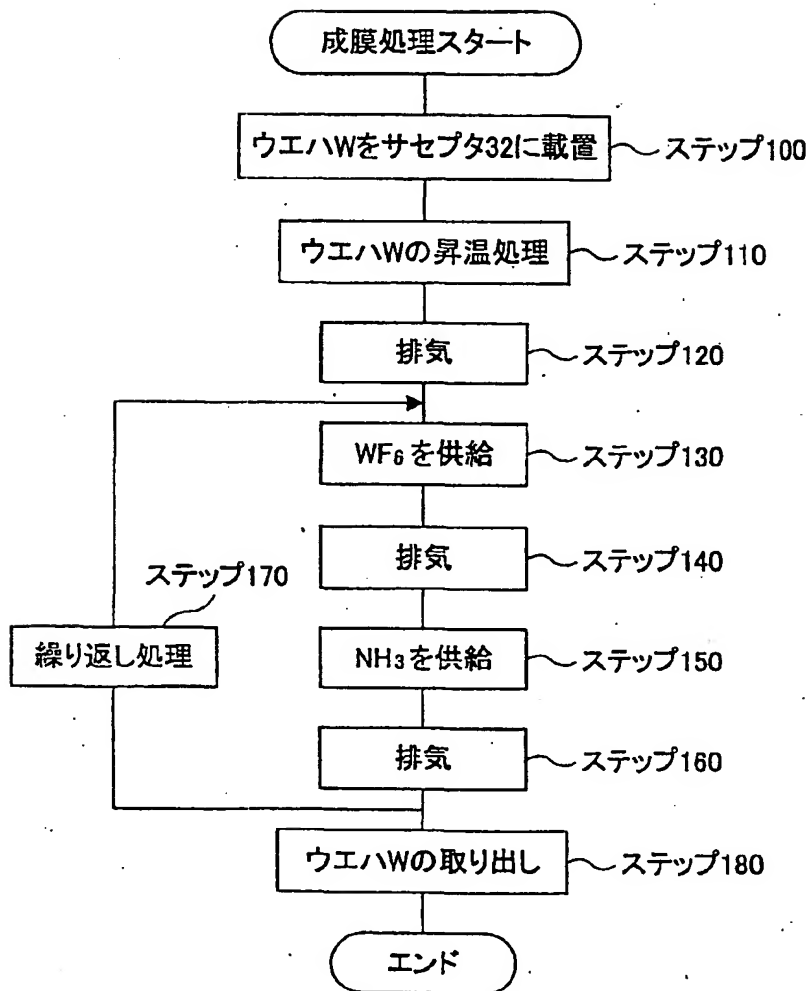 成膜処理スタート
ウエハWをサセプタ32に載置
ステップ100
ウエハWの昇温処理
ステップ110
排気
ステップ120
WF₆を供給
ステップ130
排気
ステップ140
ステップ170
繰り返し処理
NH₃を供給
ステップ150
排気
ステップ160
ウエハWの取り出し
ステップ180
エンド